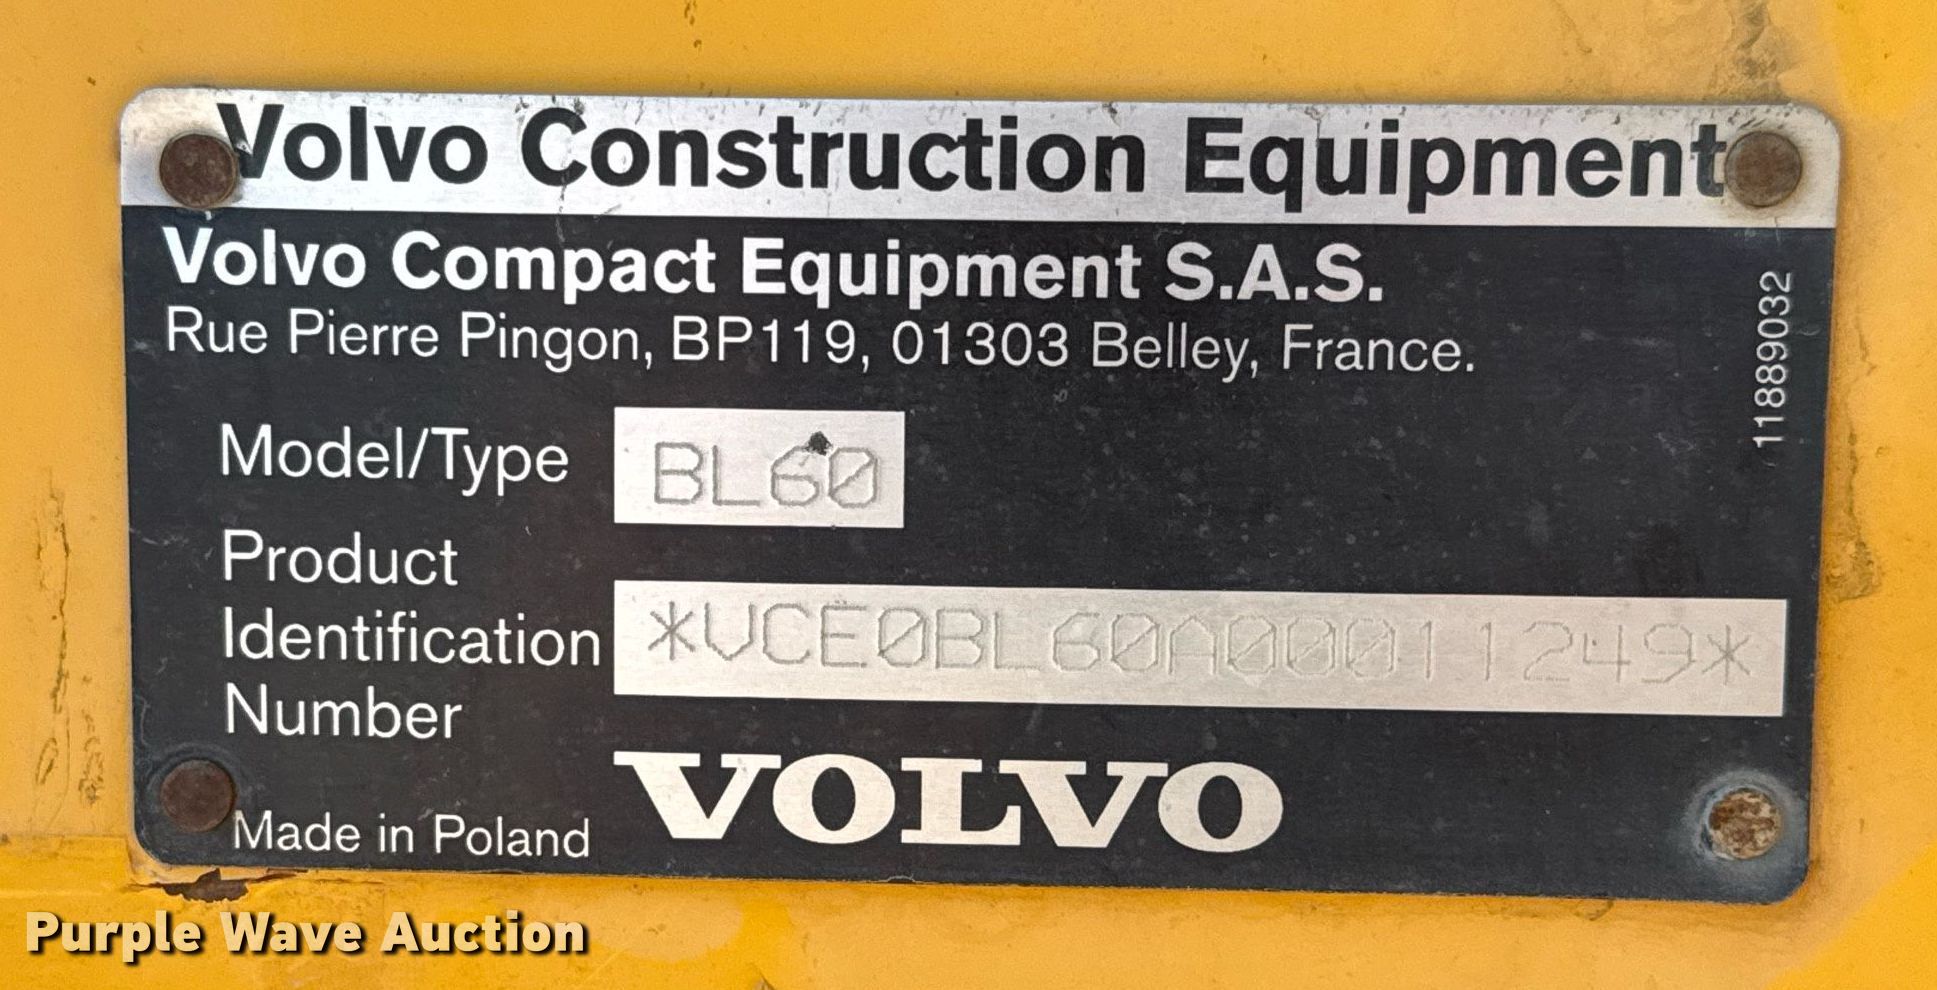 Volvo Construction Equipment
Volvo Compact Equipment S.A.S.
Rue Pierre Pingon, BP119, 01303 Belley, France.
11889032
Model/Type BL60
Product
Identification *VCE0BL60A00011249*
Number
Made in Poland VOLVO
Purple Wave Auction